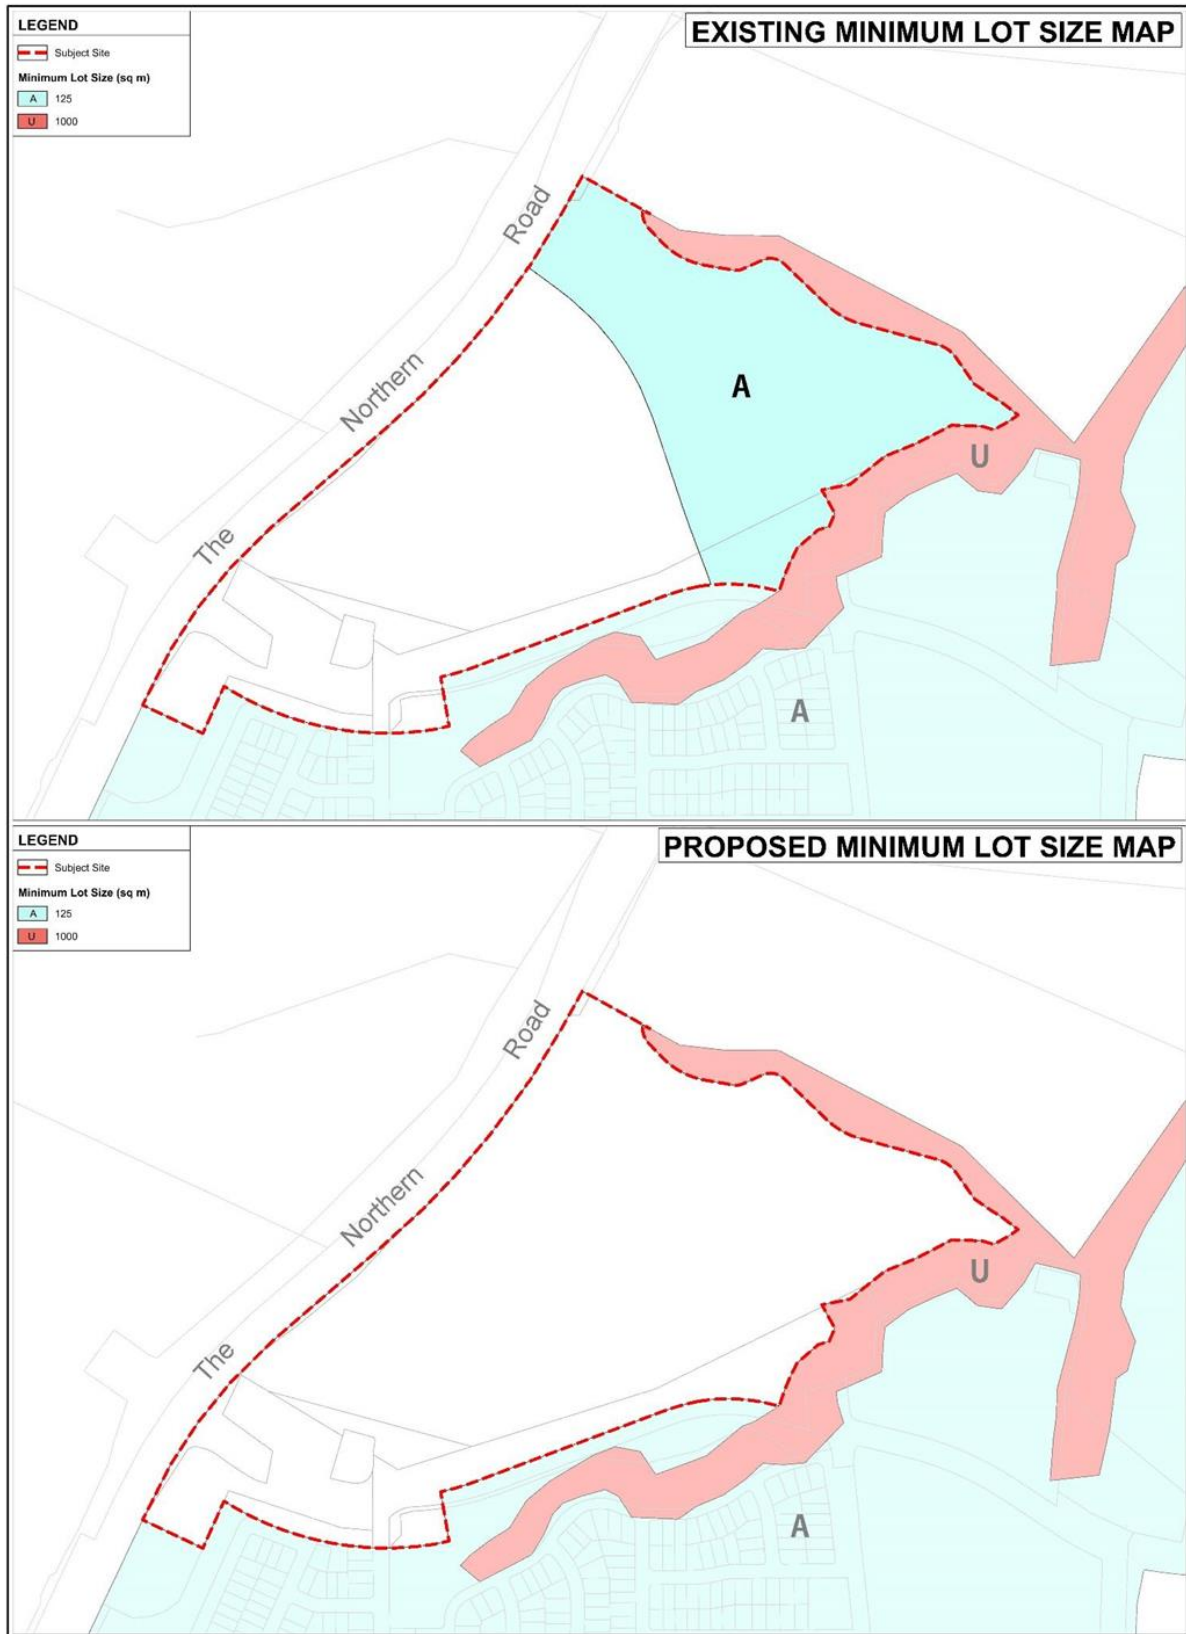 LEGEND
Subject Site
Minimum Lot Size (sq m)
A 125
U 1000
EXISTING MINIMUM LOT SIZE MAP
Road
Northern
The
A
U
A
LEGEND
Subject Site
Minimum Lot Size (sq m)
A 125
U 1000
PROPOSED MINIMUM LOT SIZE MAP
Road
Northern
The
U
A